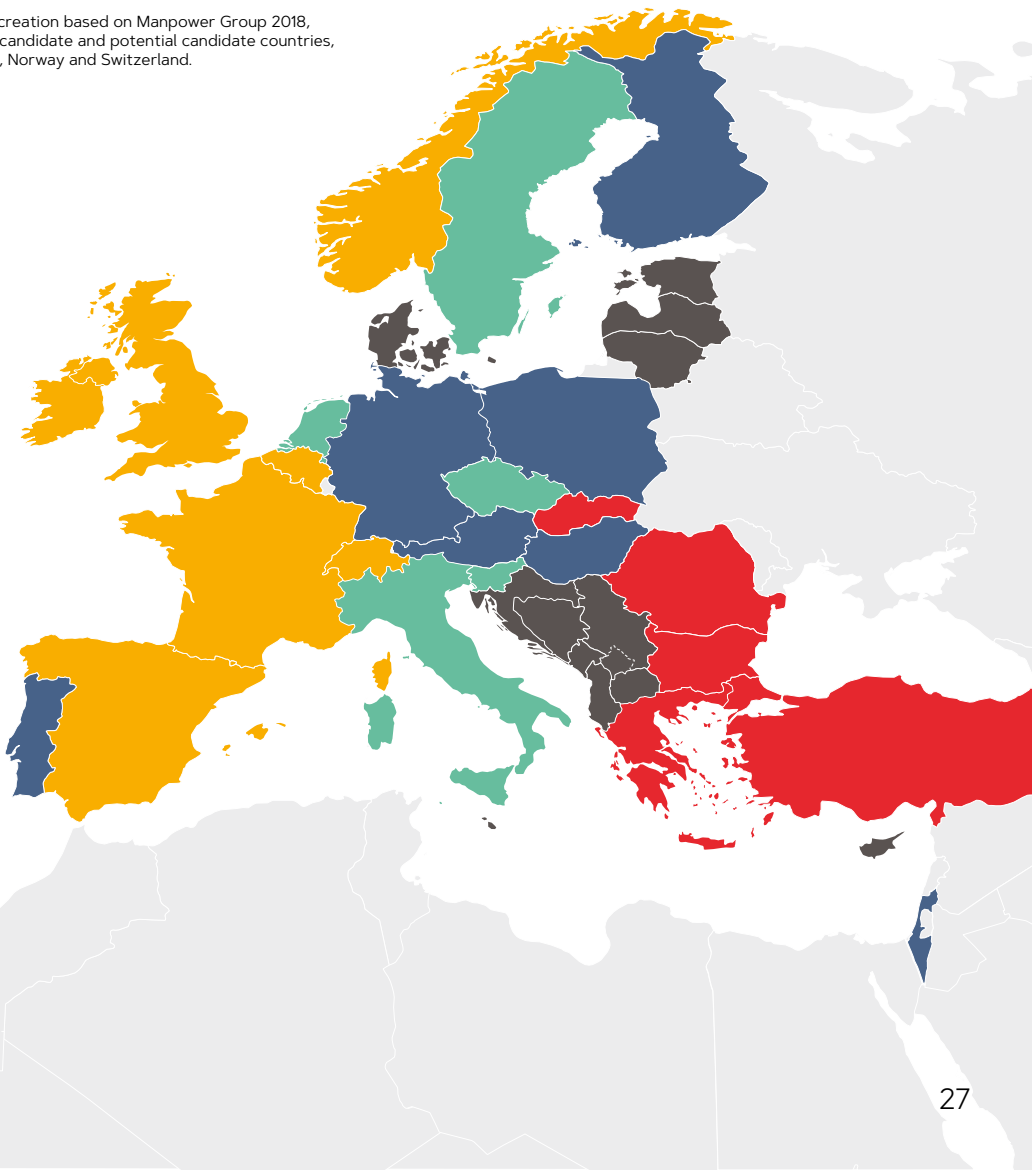 creation based on Manpower Group 2018,
candidate and potential candidate countries,
, Norway and Switzerland.
27